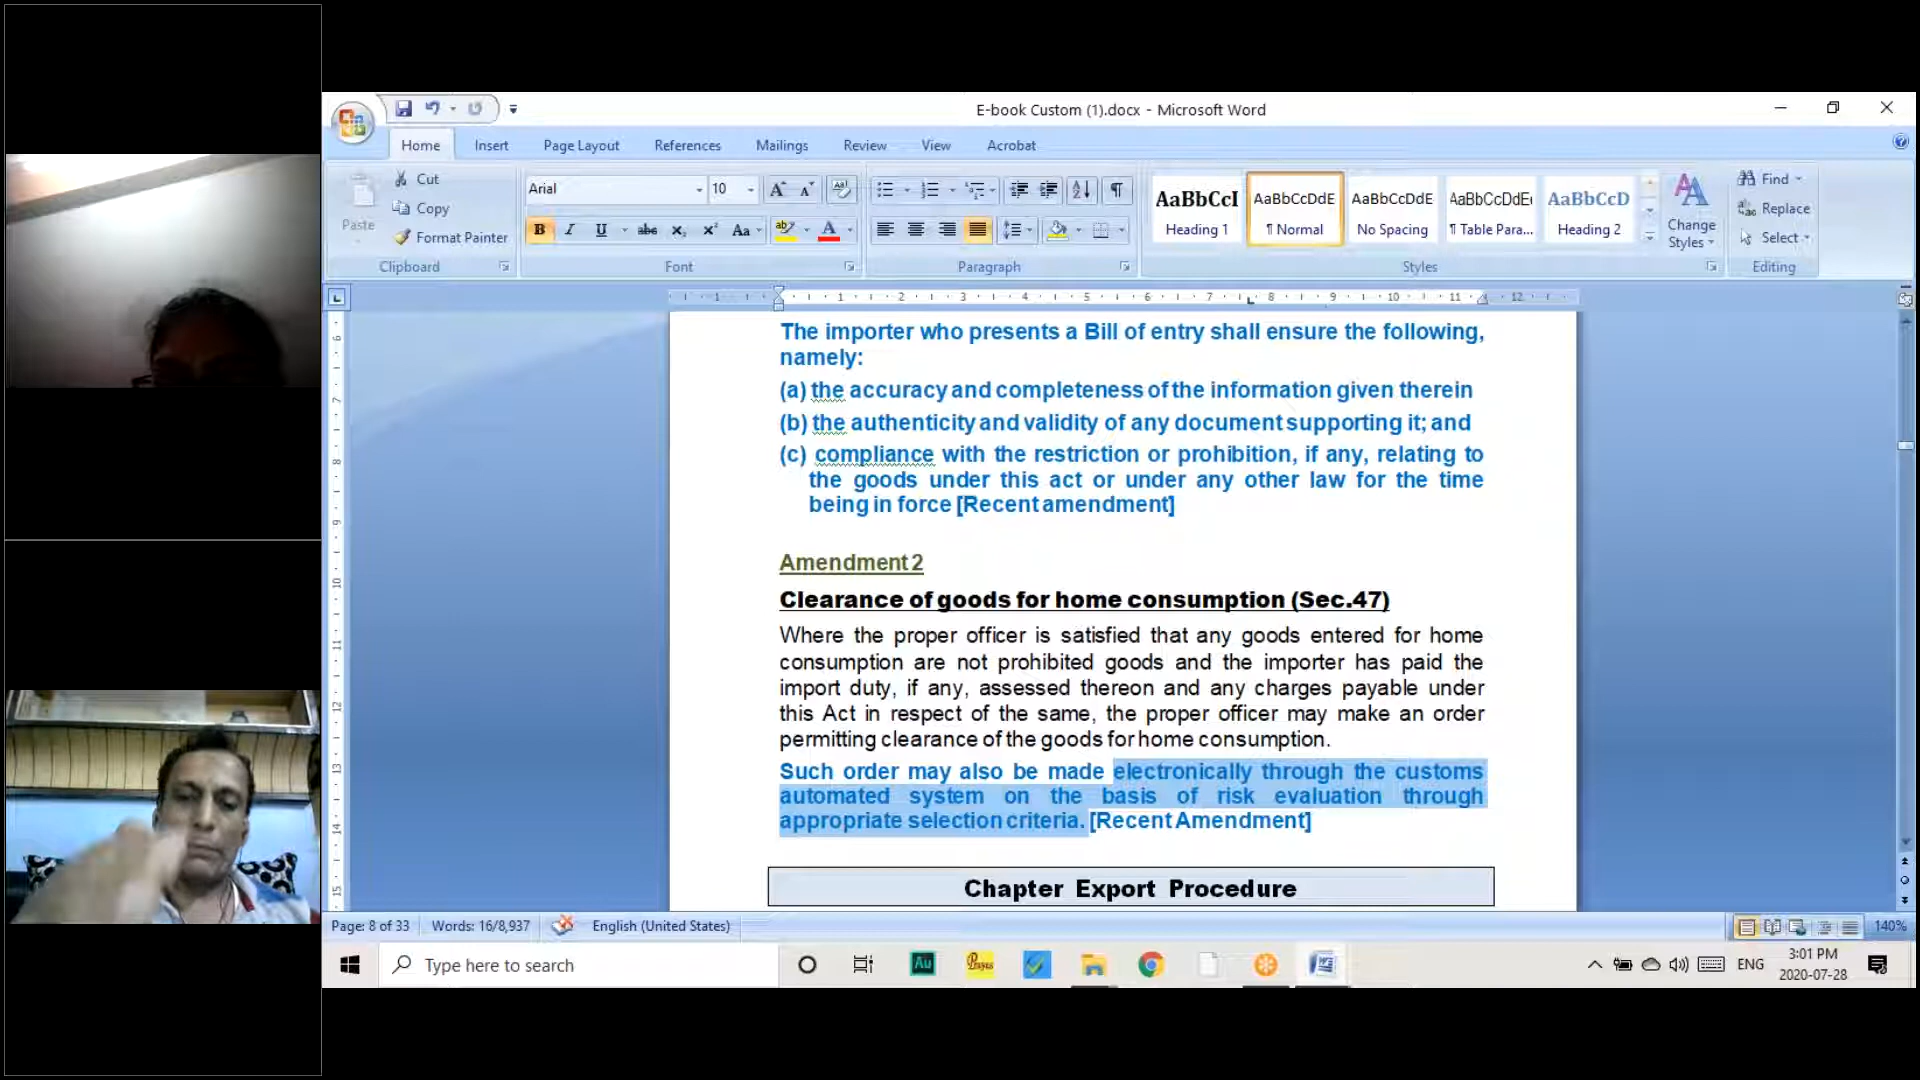 E-book Custom (1).docx - Microsoft Word
Home Insert Page Layout References Mailings Review View Acrobat
Paste
Cut
Copy
Format Painter
Clipboard
Arial
10
Font
Paragraph
AaBbCcI AaBbCcDdE AaBbCcDdE AaBbCcDdEe AaBbCcD
Heading 1 ¶ Normal No Spacing ¶ Table Para... Heading 2
Styles
Change Styles
Find
Replace
Select
Editing
The importer who presents a Bill of entry shall ensure the following,
namely:
(a) the accuracy and completeness of the information given therein
(b) the authenticity and validity of any document supporting it; and
(c) compliance with the restriction or prohibition, if any, relating to
the goods under this act or under any other law for the time
being in force [Recent amendment]
Amendment 2
Clearance of goods for home consumption (Sec.47)
Where the proper officer is satisfied that any goods entered for home
consumption are not prohibited goods and the importer has paid the
import duty, if any, assessed thereon and any charges payable under
this Act in respect of the same, the proper officer may make an order
permitting clearance of the goods for home consumption.
Such order may also be made electronically through the customs
automated system on the basis of risk evaluation through
appropriate selection criteria. [Recent Amendment]
Chapter Export Procedure
Page: 8 of 33 Words: 16/8,937 English (United States) 140%
Type here to search
Au
ENG
3:01 PM
2020-07-28